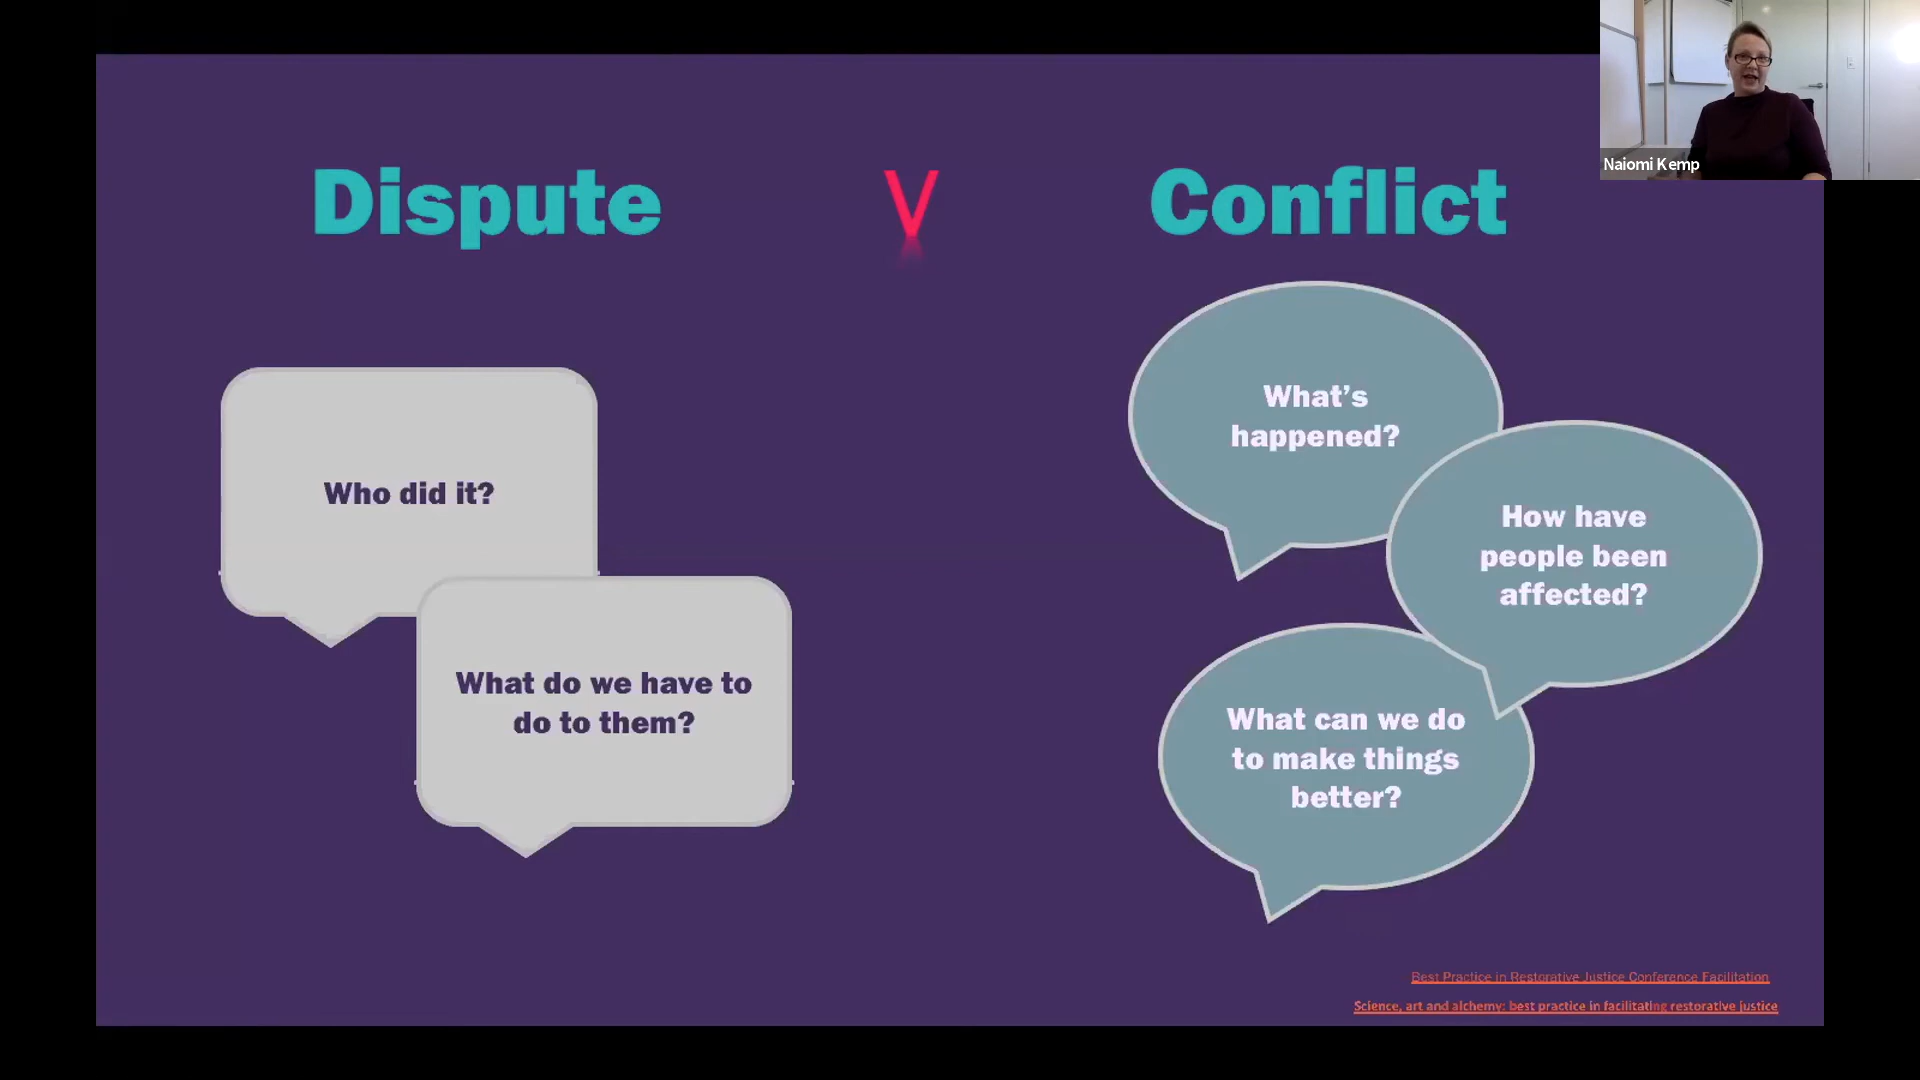 Naiomi Kemp
Dispute V Conflict
Who did it?
What do we have to
do to them?
What's
happened?
How have
people been
affected?
What can we do
to make things
better?
Best Practice in Restorative Justice Conference Facilitation
Science, art and alchemy: best practice in facilitating restorative justice